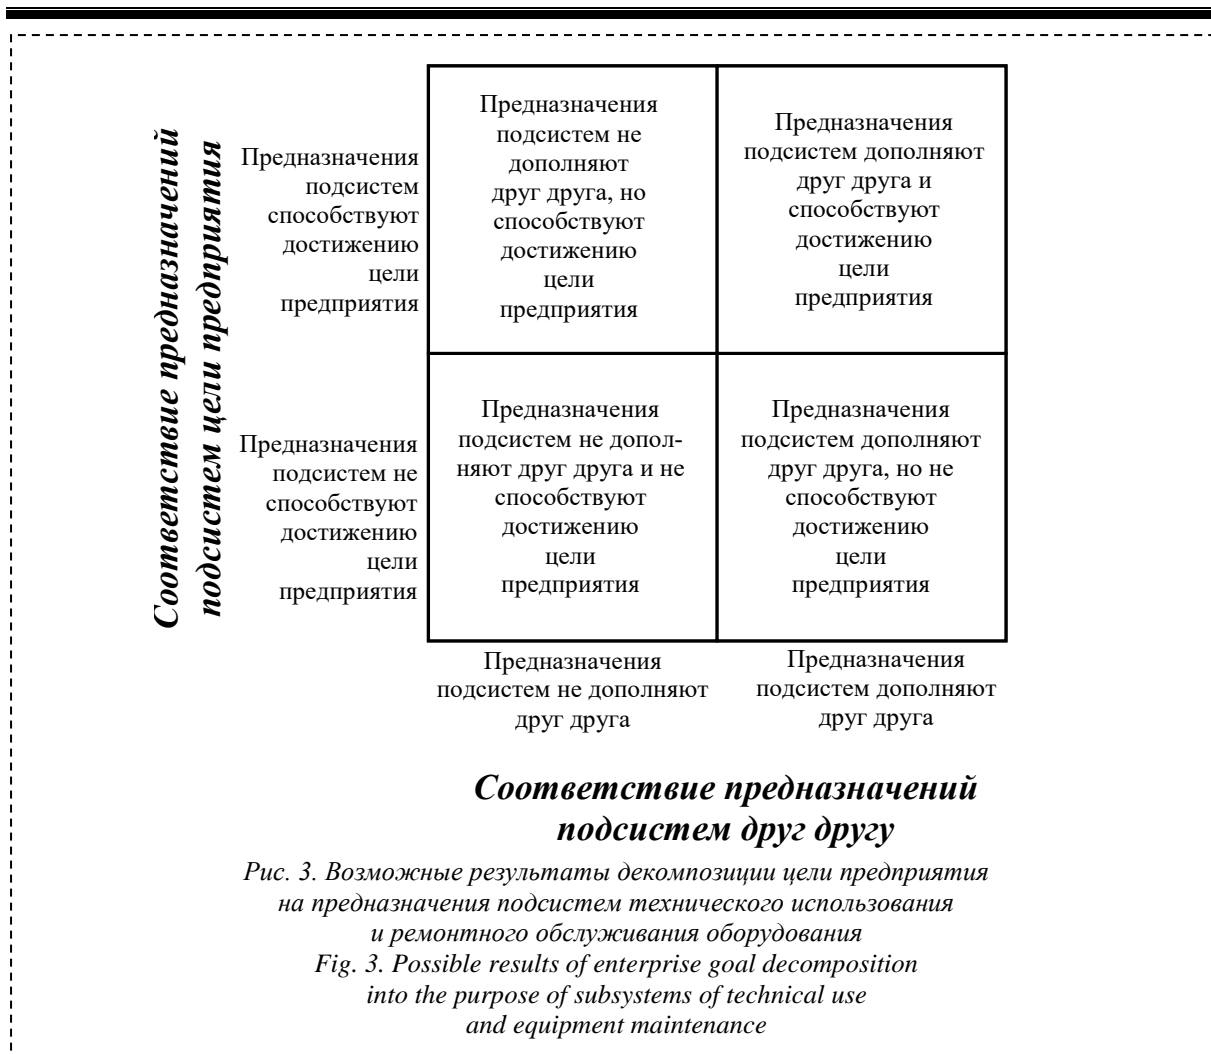 Соответствие предназначений
подсистем цели предприятия
Предназначения
подсистем
способствуют
достижению
цели
предприятия
Предназначения
подсистем не
дополняют
друг друга, но
способствуют
достижению
цели
предприятия
Предназначения
подсистем дополняют
друг друга и
способствуют
достижению
цели
предприятия
Предназначения
подсистем не
способствуют
достижению
цели
предприятия
Предназначения
подсистем не допол-
няют друг друга и не
способствуют
достижению
цели
предприятия
Предназначения
подсистем дополняют
друг друга, но не
способствуют
достижению
цели
предприятия
Предназначения
подсистем не дополняют
друг друга
Предназначения
подсистем дополняют
друг друга
Соответствие предназначений
подсистем друг другу
Рис. 3. Возможные результаты декомпозиции цели предприятия
на предназначения подсистем технического использования
и ремонтного обслуживания оборудования
Fig. 3. Possible results of enterprise goal decomposition
into the purpose of subsystems of technical use
and equipment maintenance